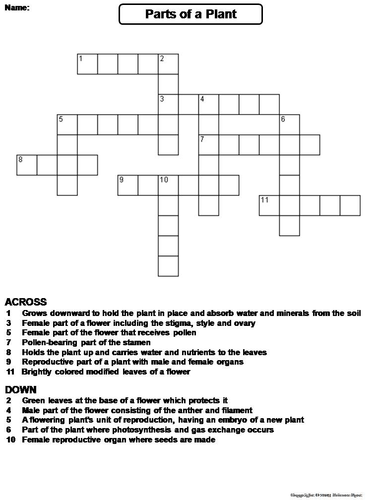 Name:
Parts of a Plant
1 2
3 4
5 6
7
8
9 10
11
ACROSS
1 Grows downward to hold the plant in place and absorb water and minerals from the soil
3 Female part of a flower including the stigma, style and ovary
5 Female part of the flower that receives pollen
7 Pollen-bearing part of the stamen
8 Holds the plant up and carries water and nutrients to the leaves
9 Reproductive part of a plant with male and female organs
11 Brightly colored modified leaves of a flower
DOWN
2 Green leaves at the base of a flower which protects it
4 Male part of the flower consisting of the anther and filament
5 A flowering plant's unit of reproduction, having an embryo of a new plant
6 Part of the plant where photosynthesis and gas exchange occurs
10 Female reproductive organ where seeds are made